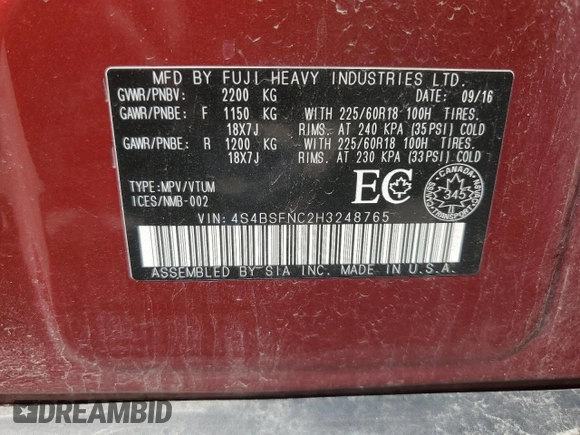 MFD BY FUJI HEAVY INDUSTRIES LTD.
GVWR/PNBV: 2200 KG DATE: 09/16
GAWR/PNBE: F 1150 KG WITH 225/60R18 100H TIRES.
18X7J RIMS. AT 240 KPA (35PSI) COLD
GAWR/PNBE: R 1200 KG WITH 225/60R18 100H TIRES.
18X7J RIMS. AT 230 KPA (33PSI) COLD
TYPE:MPV/VTUM
ICES/NMB-002
EC
CANADA
345
TRANSPORT
VIN: 4S4BSFNC2H3248765
ASSEMBLED BY SIA INC. MADE IN U.S.A.
DREAMBID